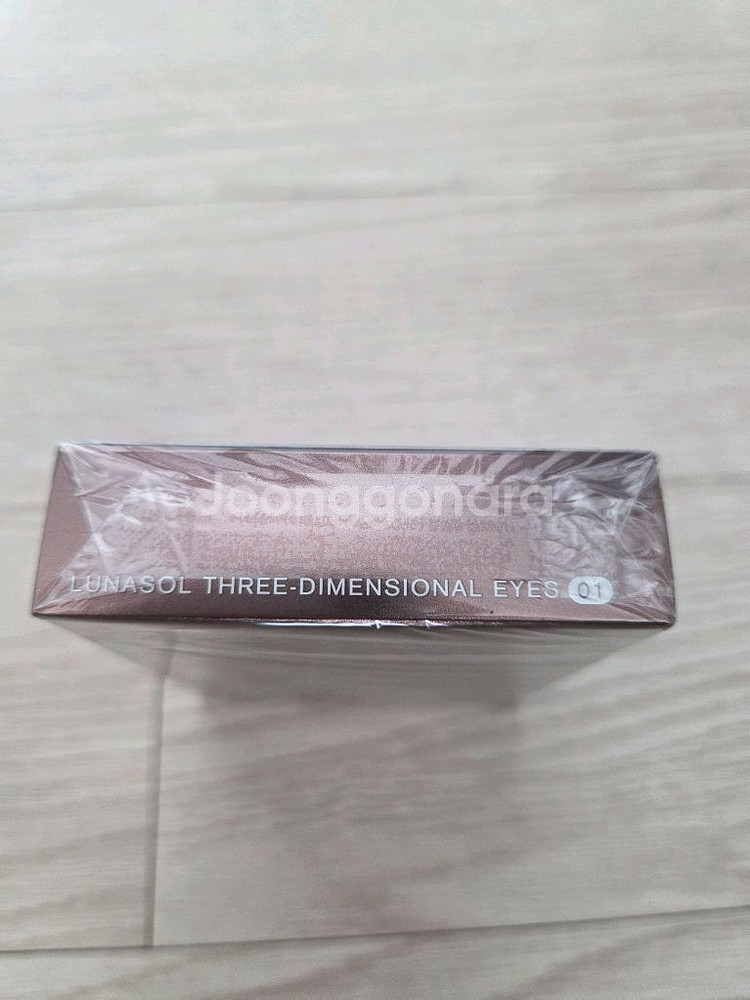 Joonggonara
LUNASOL THREE-DIMENSIONAL EYES 01